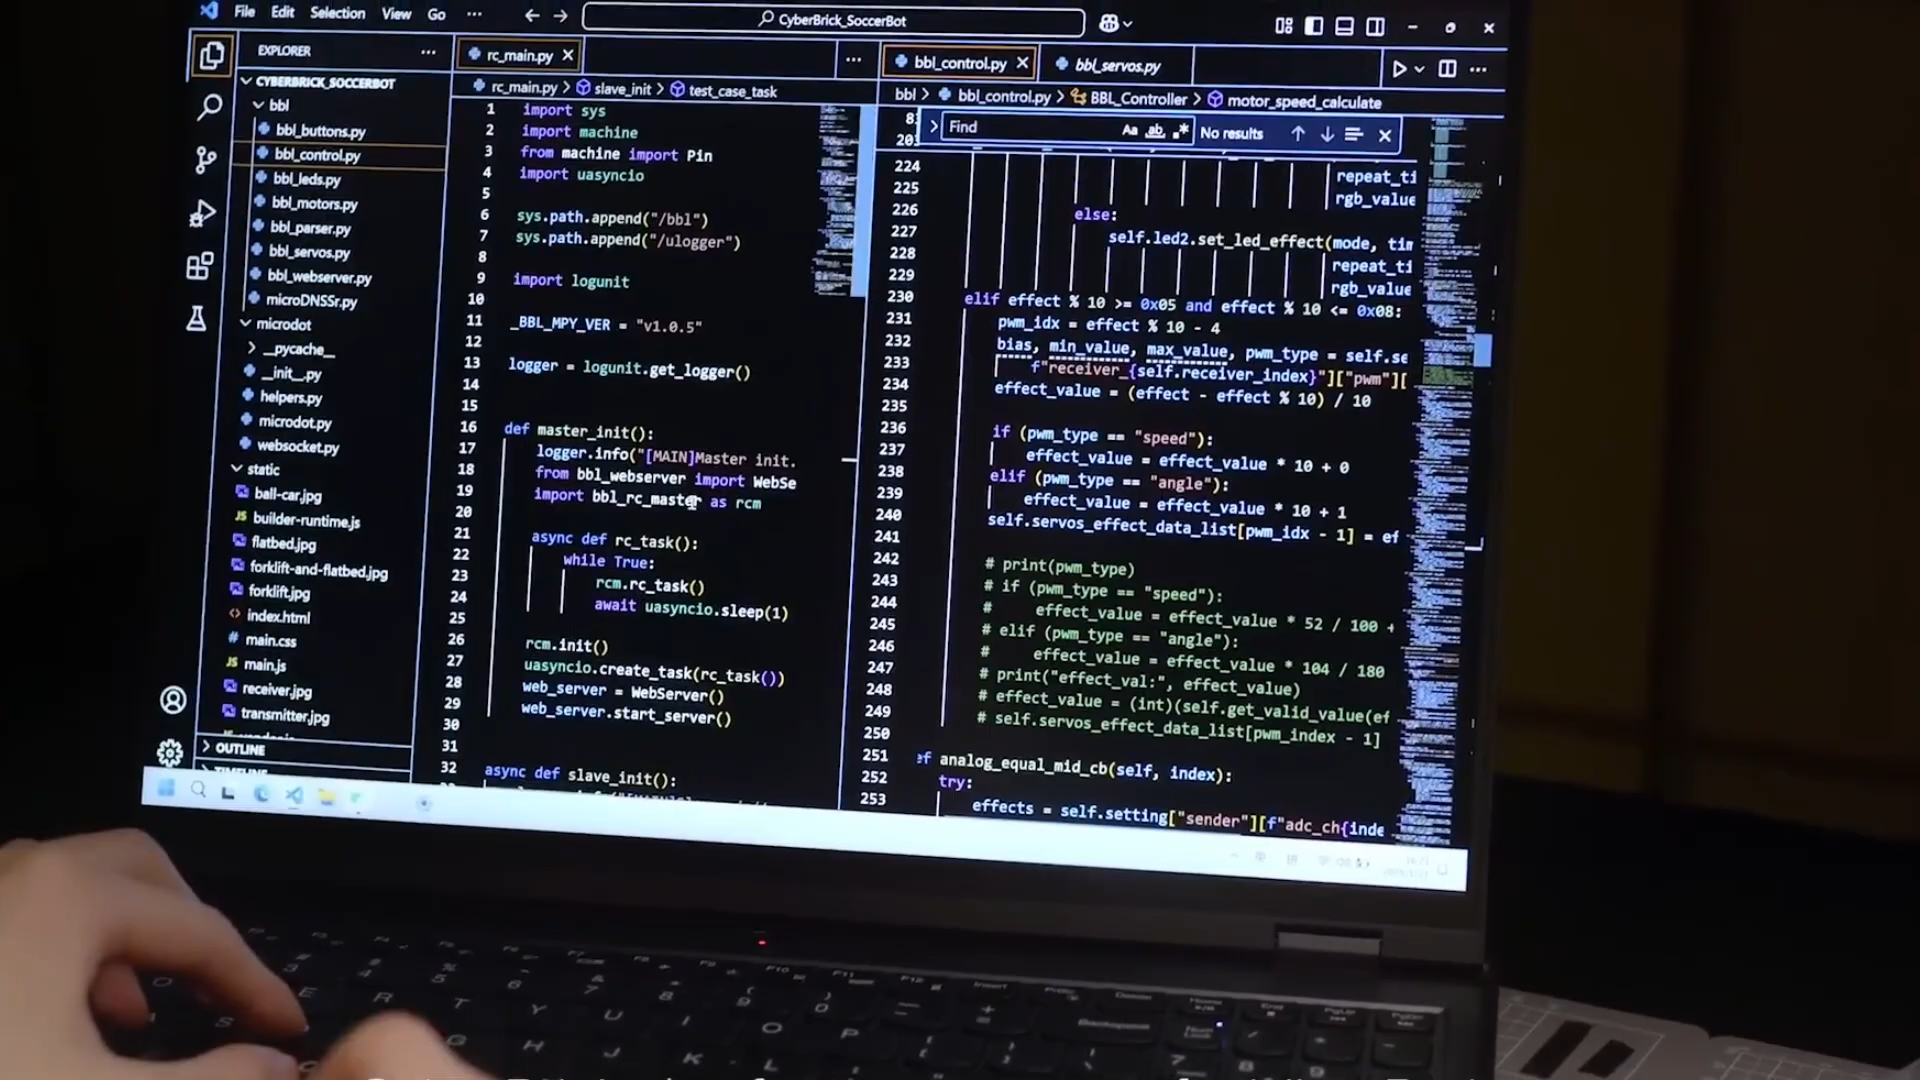 File Edit Selection View Go ···
CyberBrick_SoccerBot
EXPLORER
CYBERBRICK_SOCCERBOT
bbl
bbl_buttons.py
bbl_control.py
bbl_leds.py
bbl_motors.py
bbl_parser.py
bbl_servos.py
bbl_webserver.py
microDNSSr.py
microdot
__pycache__
__init__.py
helpers.py
microdot.py
websocket.py
static
ball-car.jpg
builder-runtime.js
flatbed.jpg
forklift-and-flatbed.jpg
forklift.jpg
index.html
main.css
main.js
receiver.jpg
transmitter.jpg
OUTLINE
rc_main.py
rc_main.py > slave_init > test_case_task
1 import sys
2 import machine
3 from machine import Pin
4 import uasyncio
5
6 sys.path.append("/bbl")
7 sys.path.append("/ulogger")
8
9 import logunit
10
11 _BBL_MPY_VER = "v1.0.5"
12
13 logger = logunit.get_logger()
14
15
16 def master_init():
17 logger.info("[MAIN]Master init.
18 from bbl_webserver import WebSe
19 import bbl_rc_master as rcm
20
21 async def rc_task():
22 while True:
23 rcm.rc_task()
24 await uasyncio.sleep(1)
25
26 rcm.init()
27 uasyncio.create_task(rc_task())
28 web_server = WebServer()
29 web_server.start_server()
30
31
32 async def slave_init():
bbl_control.py bbl_servos.py
bbl > bbl_control.py > BBL_Controller > motor_speed_calculate
Find Aa ab No results
224 repeat_ti
225 rgb_value
226 else:
227 self.led2.set_led_effect(mode, tim
228 repeat_ti
229 rgb_value
230 elif effect % 10 >= 0x05 and effect % 10 <= 0x08:
231 pwm_idx = effect % 10 - 4
232 bias, min_value, max_value, pwm_type = self.se
233 f"receiver_{self.receiver_index}"]["pwm"][
234 effect_value = (effect - effect % 10) / 10
235
236 if (pwm_type == "speed"):
237 effect_value = effect_value * 10 + 0
238 elif (pwm_type == "angle"):
239 effect_value = effect_value * 10 + 1
240 self.servos_effect_data_list[pwm_idx - 1] = ef
241
242 # print(pwm_type)
243 # if (pwm_type == "speed"):
244 # effect_value = effect_value * 52 / 100 +
245 # elif (pwm_type == "angle"):
246 # effect_value = effect_value * 104 / 180
247 # print("effect_val:", effect_value)
248 # effect_value = (int)(self.get_valid_value(ef
249 # self.servos_effect_data_list[pwm_index - 1]
250
251 ef analog_equal_mid_cb(self, index):
252 try:
253 effects = self.setting["sender"][f"adc_ch{inde